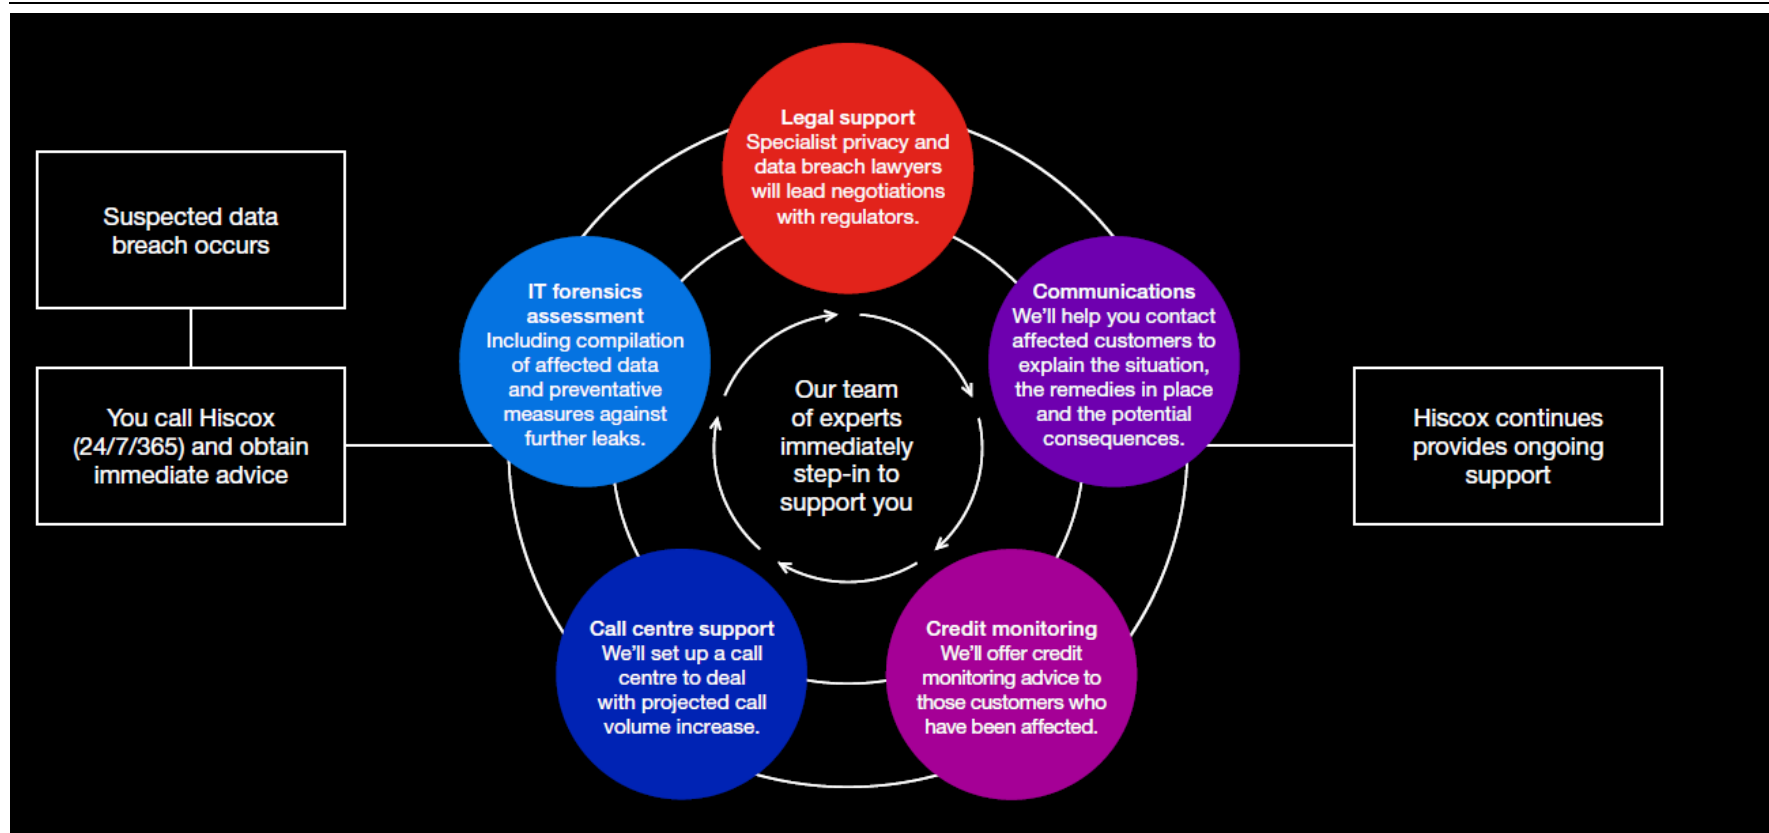 Suspected data
breach occurs
You call Hiscox
(24/7/365) and obtain
immediate advice
Legal support
Specialist privacy and
data breach lawyers
will lead negotiations
with regulators.
IT forensics
assessment
Including compilation
of affected data
and preventative
measures against
further leaks.
Communications
We'll help you contact
affected customers to
explain the situation,
the remedies in place
and the potential
consequences.
Our team
of experts
immediately
step-in to
support you
Call centre support
We'll set up a call
centre to deal
with projected call
volume increase.
Credit monitoring
We'll offer credit
monitoring advice to
those customers who
have been affected.
Hiscox continues
provides ongoing
support